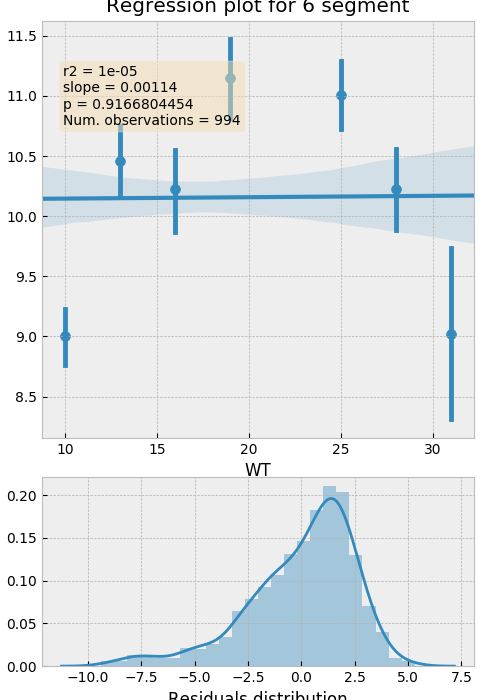 Regression plot for 6 segment
11.5
11.0
10.5
10.0
9.5
9.0
8.5
r2 = 1e-05
slope = 0.00114
p = 0.9166804454
Num. observations = 994
10 15 20 25 30
WT
0.20
0.15
0.10
0.05
0.00
−10.0 −7.5 −5.0 −2.5 0.0 2.5 5.0 7.5
Residuals distribution